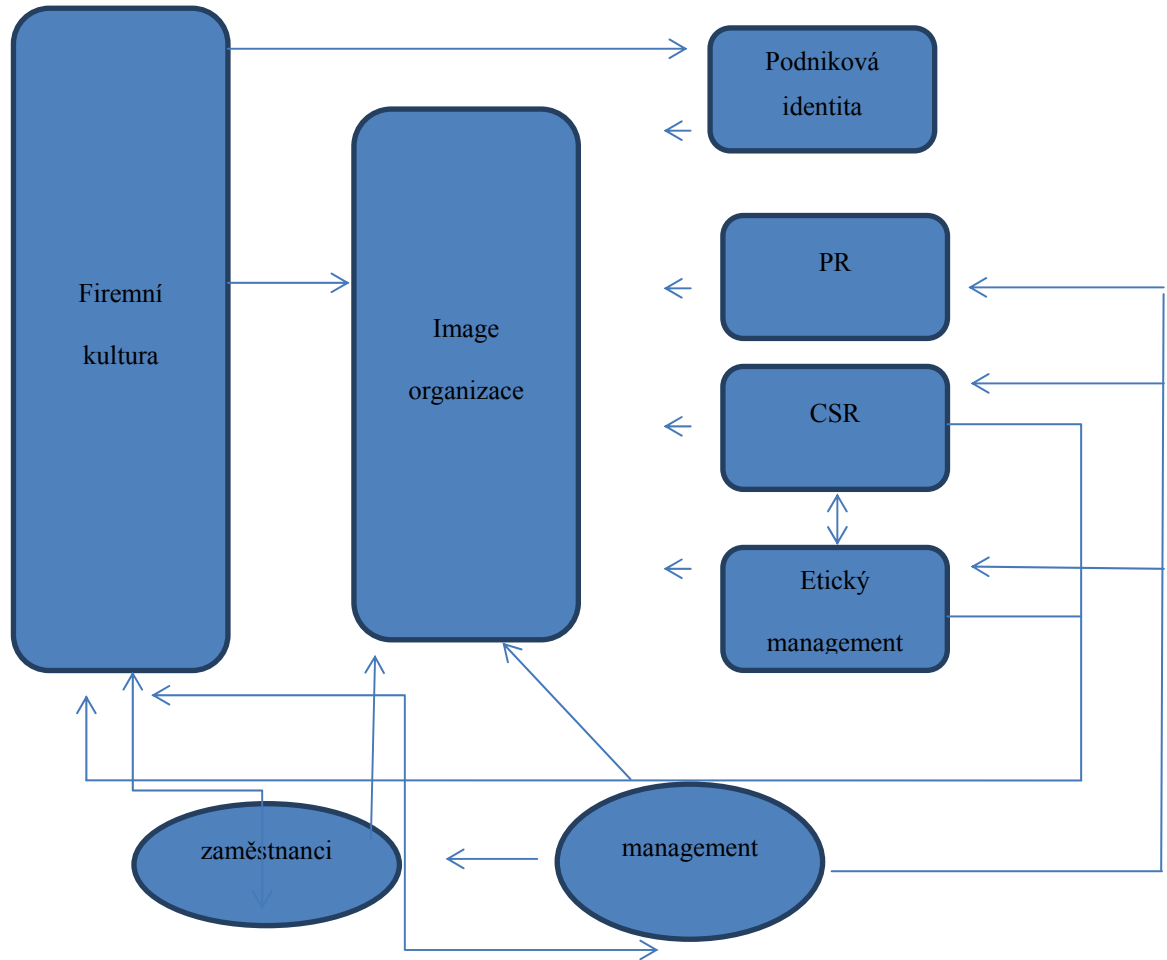 Firemní
kultura
Image
organizace
Podniková
identita
PR
CSR
Etický
management
zaměstnanci
management